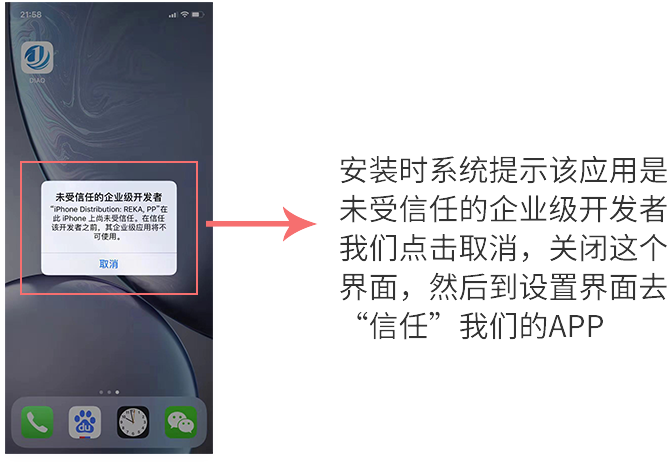 21:58
DIAQ
未受信任的企业级开发者
“iPhone Distribution: REKA, PP”在
此 iPhone 上尚未受信任。在信任
该开发者之前，其企业级应用将不
可使用。
取消
安装时系统提示该应用是
未受信任的企业级开发者
我们点击取消，关闭这个
界面，然后到设置界面去
“信任”我们的APP
Bai
du